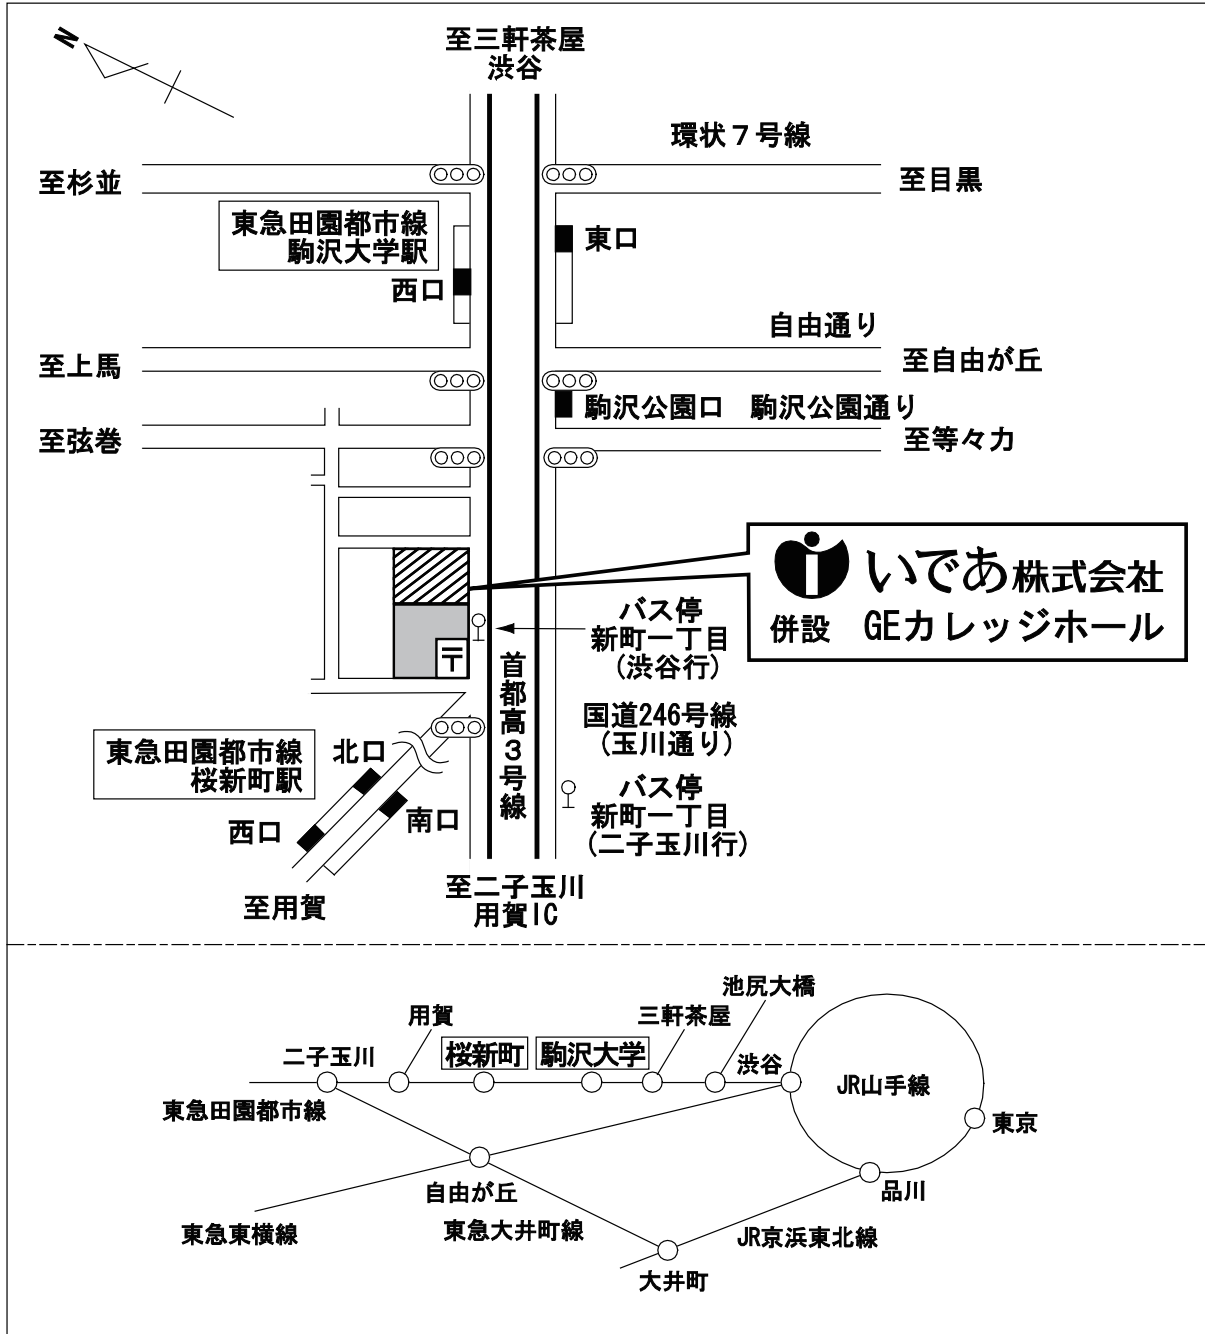 N
至三軒茶屋
渋谷
環状７号線
至杉並
至目黒
東急田園都市線
駒沢大学駅
東口
西口
自由通り
至上馬
至自由が丘
駒沢公園口　駒沢公園通り
至弦巻
至等々力
いであ株式会社
併設　GEカレッジホール
バス停
新町一丁目
(渋谷行)
〒
首都高３号線
国道246号線
(玉川通り)
東急田園都市線
桜新町駅
北口
南口
西口
バス停
新町一丁目
(二子玉川行)
至用賀
至二子玉川
用賀IC
池尻大橋
用賀
三軒茶屋
二子玉川
桜新町
駒沢大学
渋谷
JR山手線
東急田園都市線
東京
自由が丘
品川
東急東横線
東急大井町線
JR京浜東北線
大井町